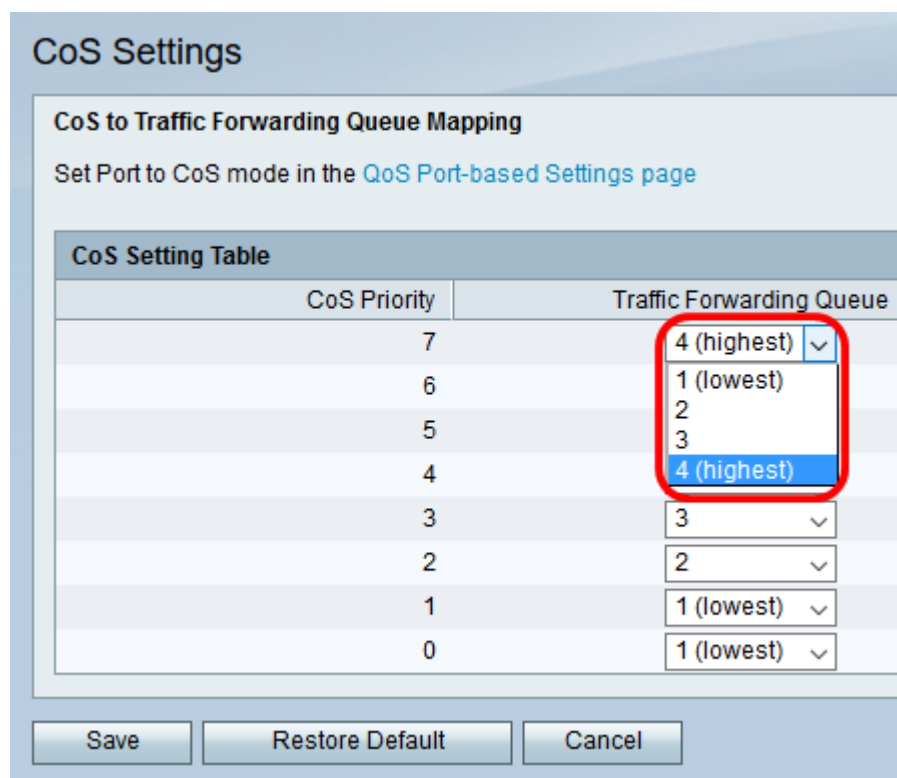 CoS Settings
CoS to Traffic Forwarding Queue Mapping
Set Port to CoS mode in the QoS Port-based Settings page
CoS Setting Table
CoS Priority Traffic Forwarding Queue
7 4 (highest)
6 1 (lowest)
2
5 3
4 4 (highest)
3 3
2 2
1 1 (lowest)
0 1 (lowest)
Save Restore Default Cancel